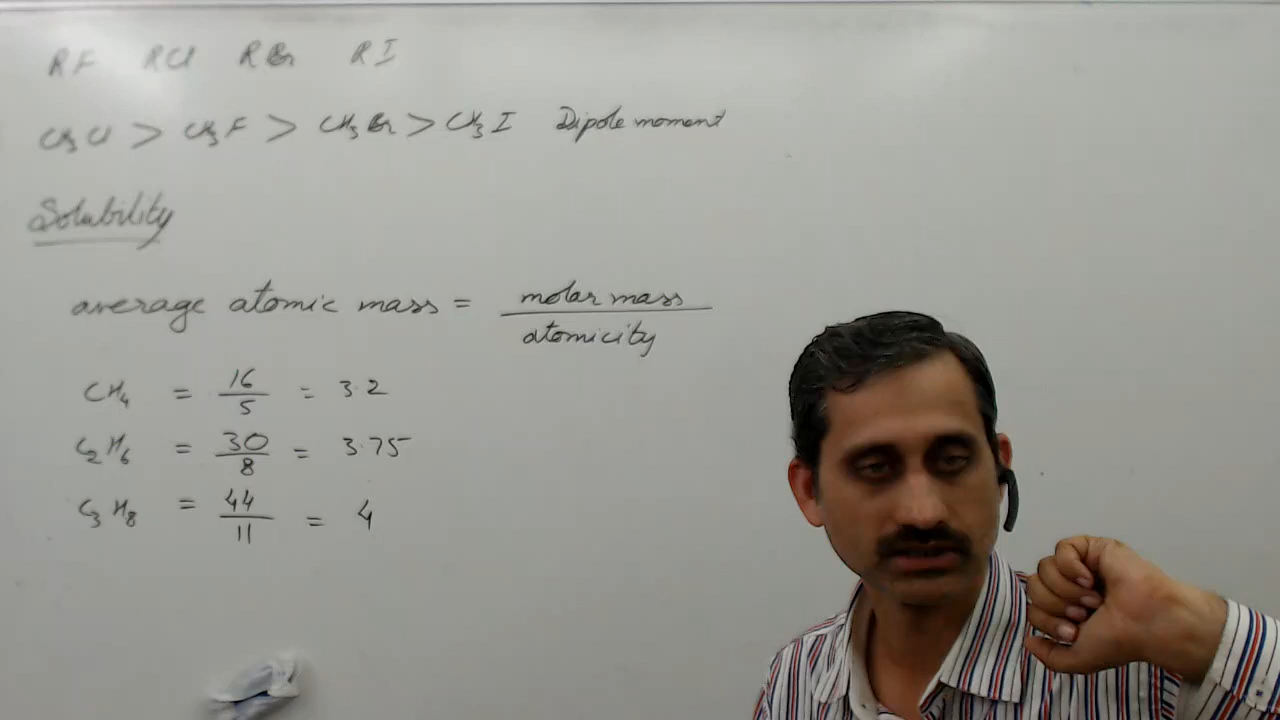 RF RCl RBr RI
CH₃Cl > CH₃F > CH₃Br > CH₃I Dipole moment
Solubility
average atomic mass = molar mass / atomicity
CH₄ = 16/5 = 3.2
C₂H₆ = 30/8 = 3.75
C₃H₈ = 44/11 = 4